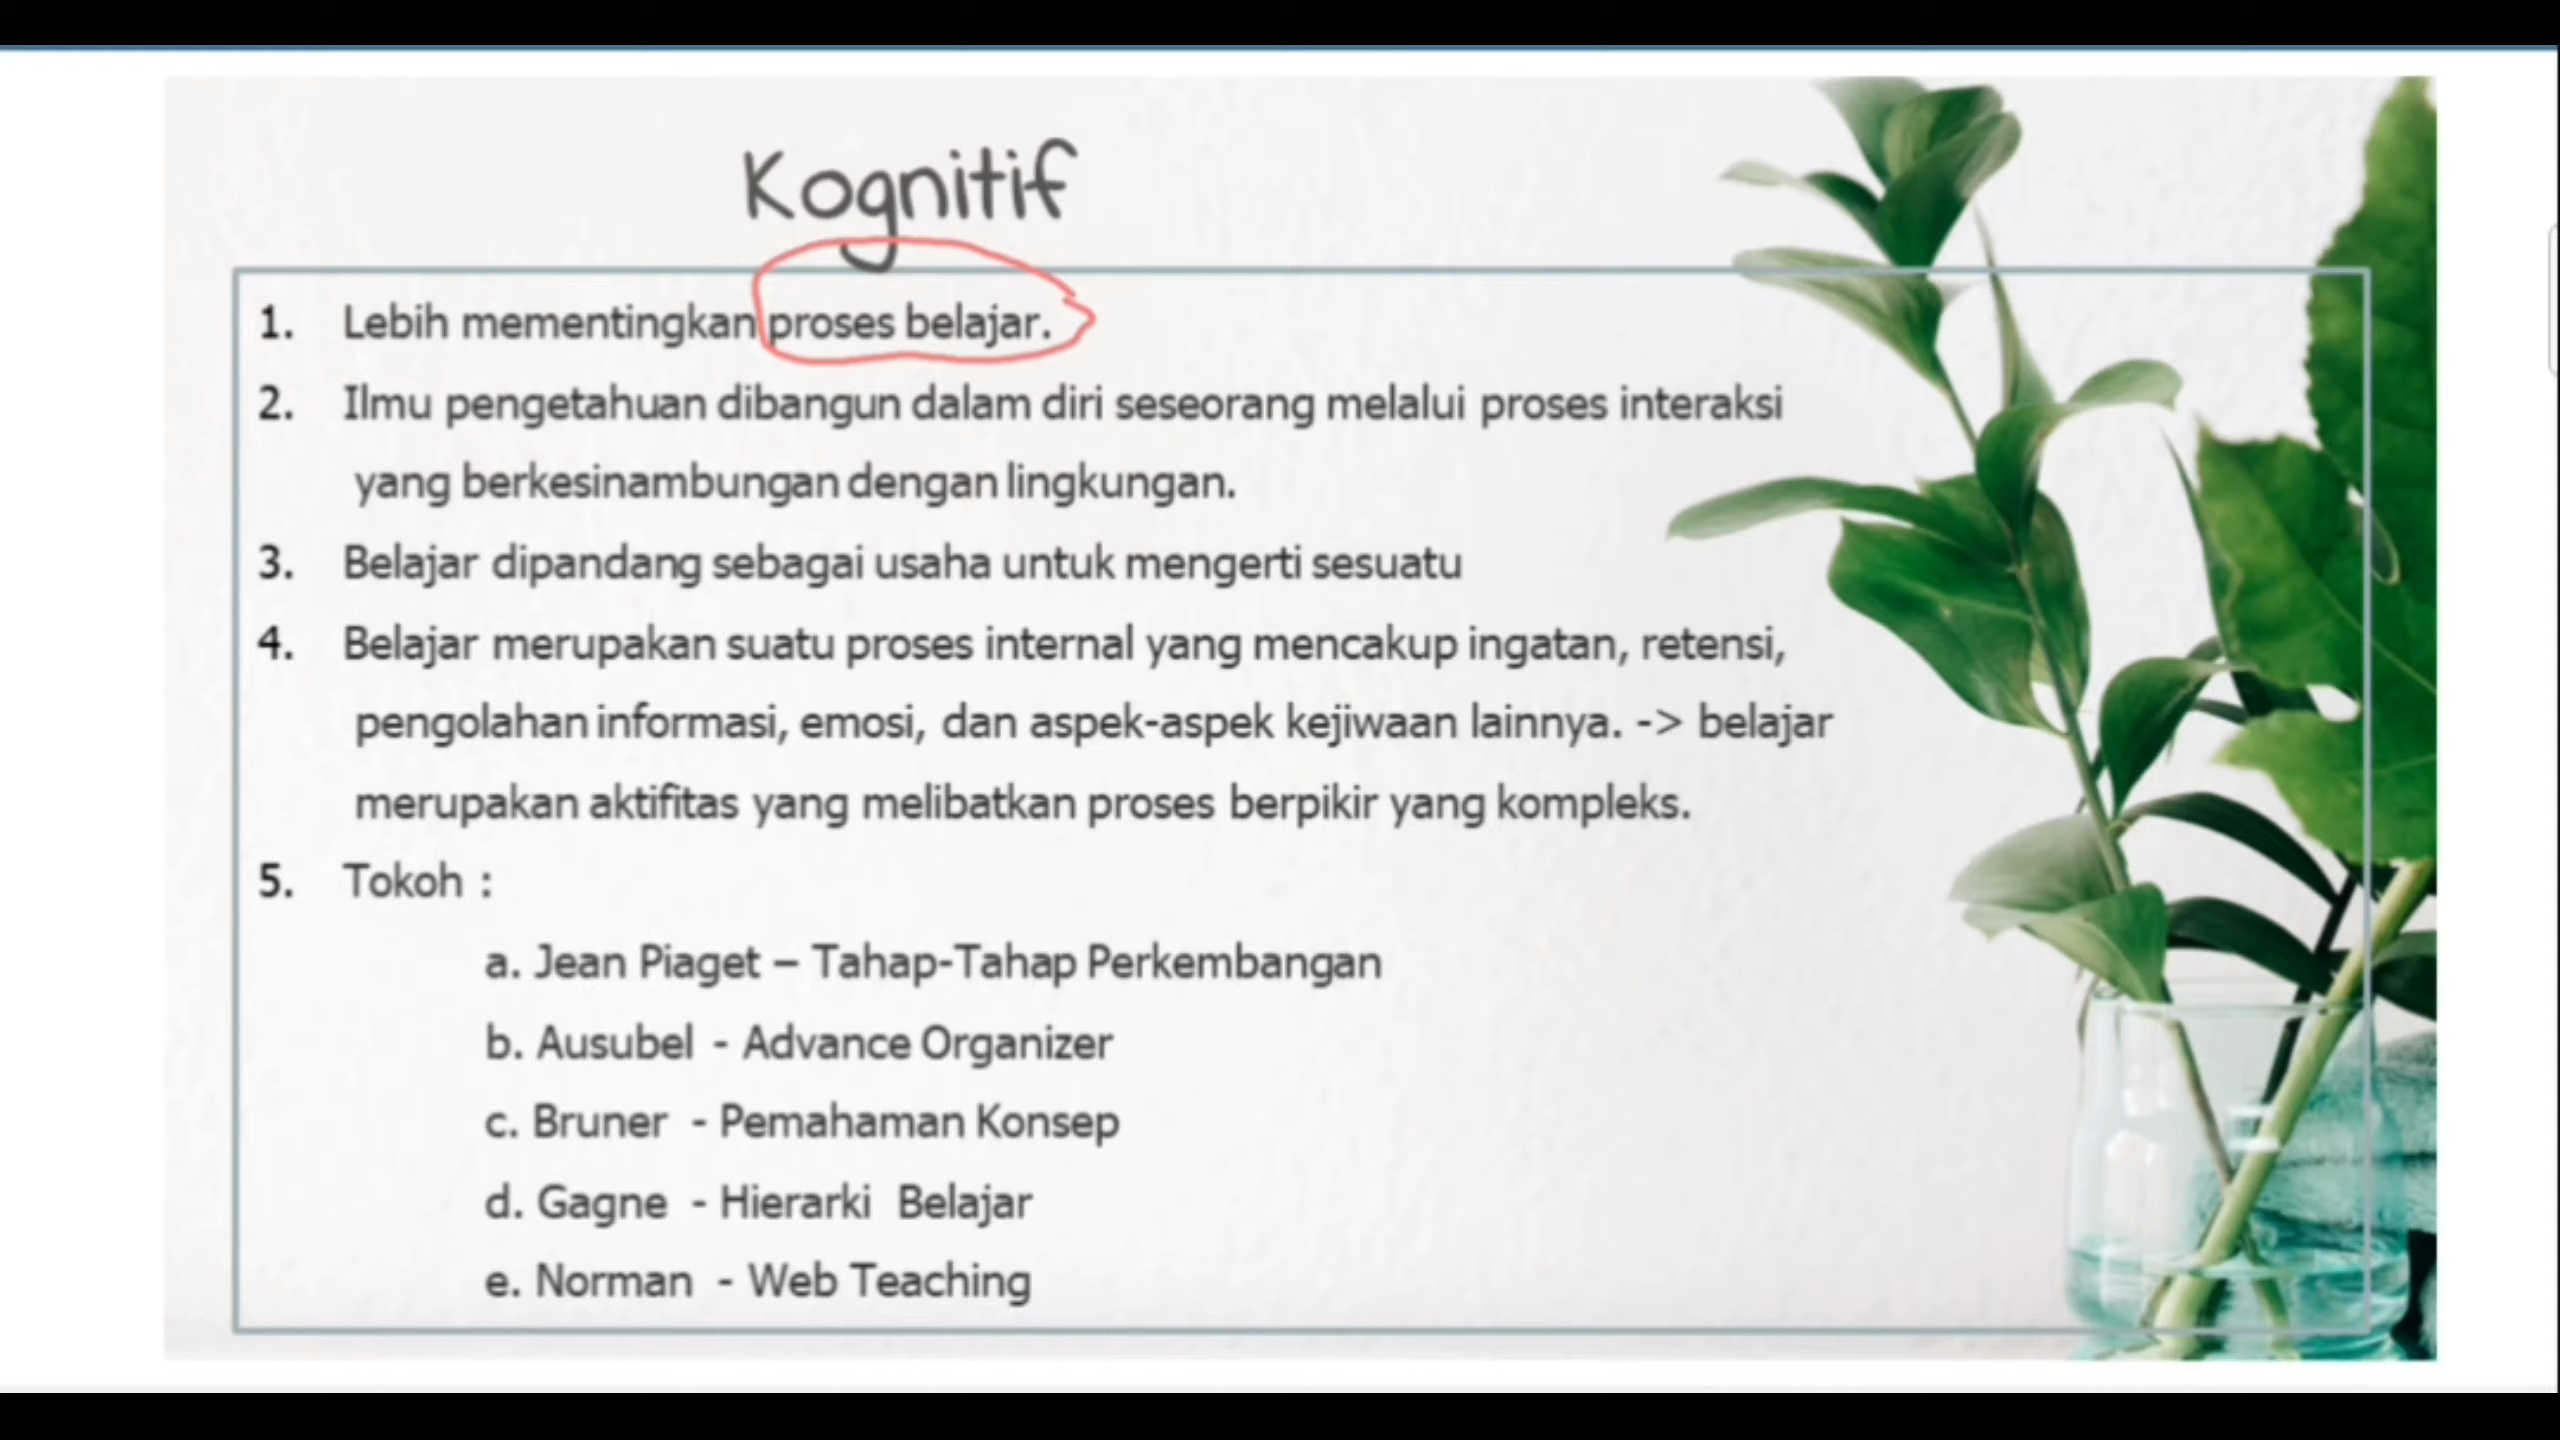 Kognitif
1. Lebih mementingkan proses belajar.
2. Ilmu pengetahuan dibangun dalam diri seseorang melalui proses interaksi
yang berkesinambungan dengan lingkungan.
3. Belajar dipandang sebagai usaha untuk mengerti sesuatu
4. Belajar merupakan suatu proses internal yang mencakup ingatan, retensi,
pengolahan informasi, emosi, dan aspek-aspek kejiwaan lainnya. -> belajar
merupakan aktifitas yang melibatkan proses berpikir yang kompleks.
5. Tokoh :
a. Jean Piaget – Tahap-Tahap Perkembangan
b. Ausubel - Advance Organizer
c. Bruner - Pemahaman Konsep
d. Gagne - Hierarki Belajar
e. Norman - Web Teaching